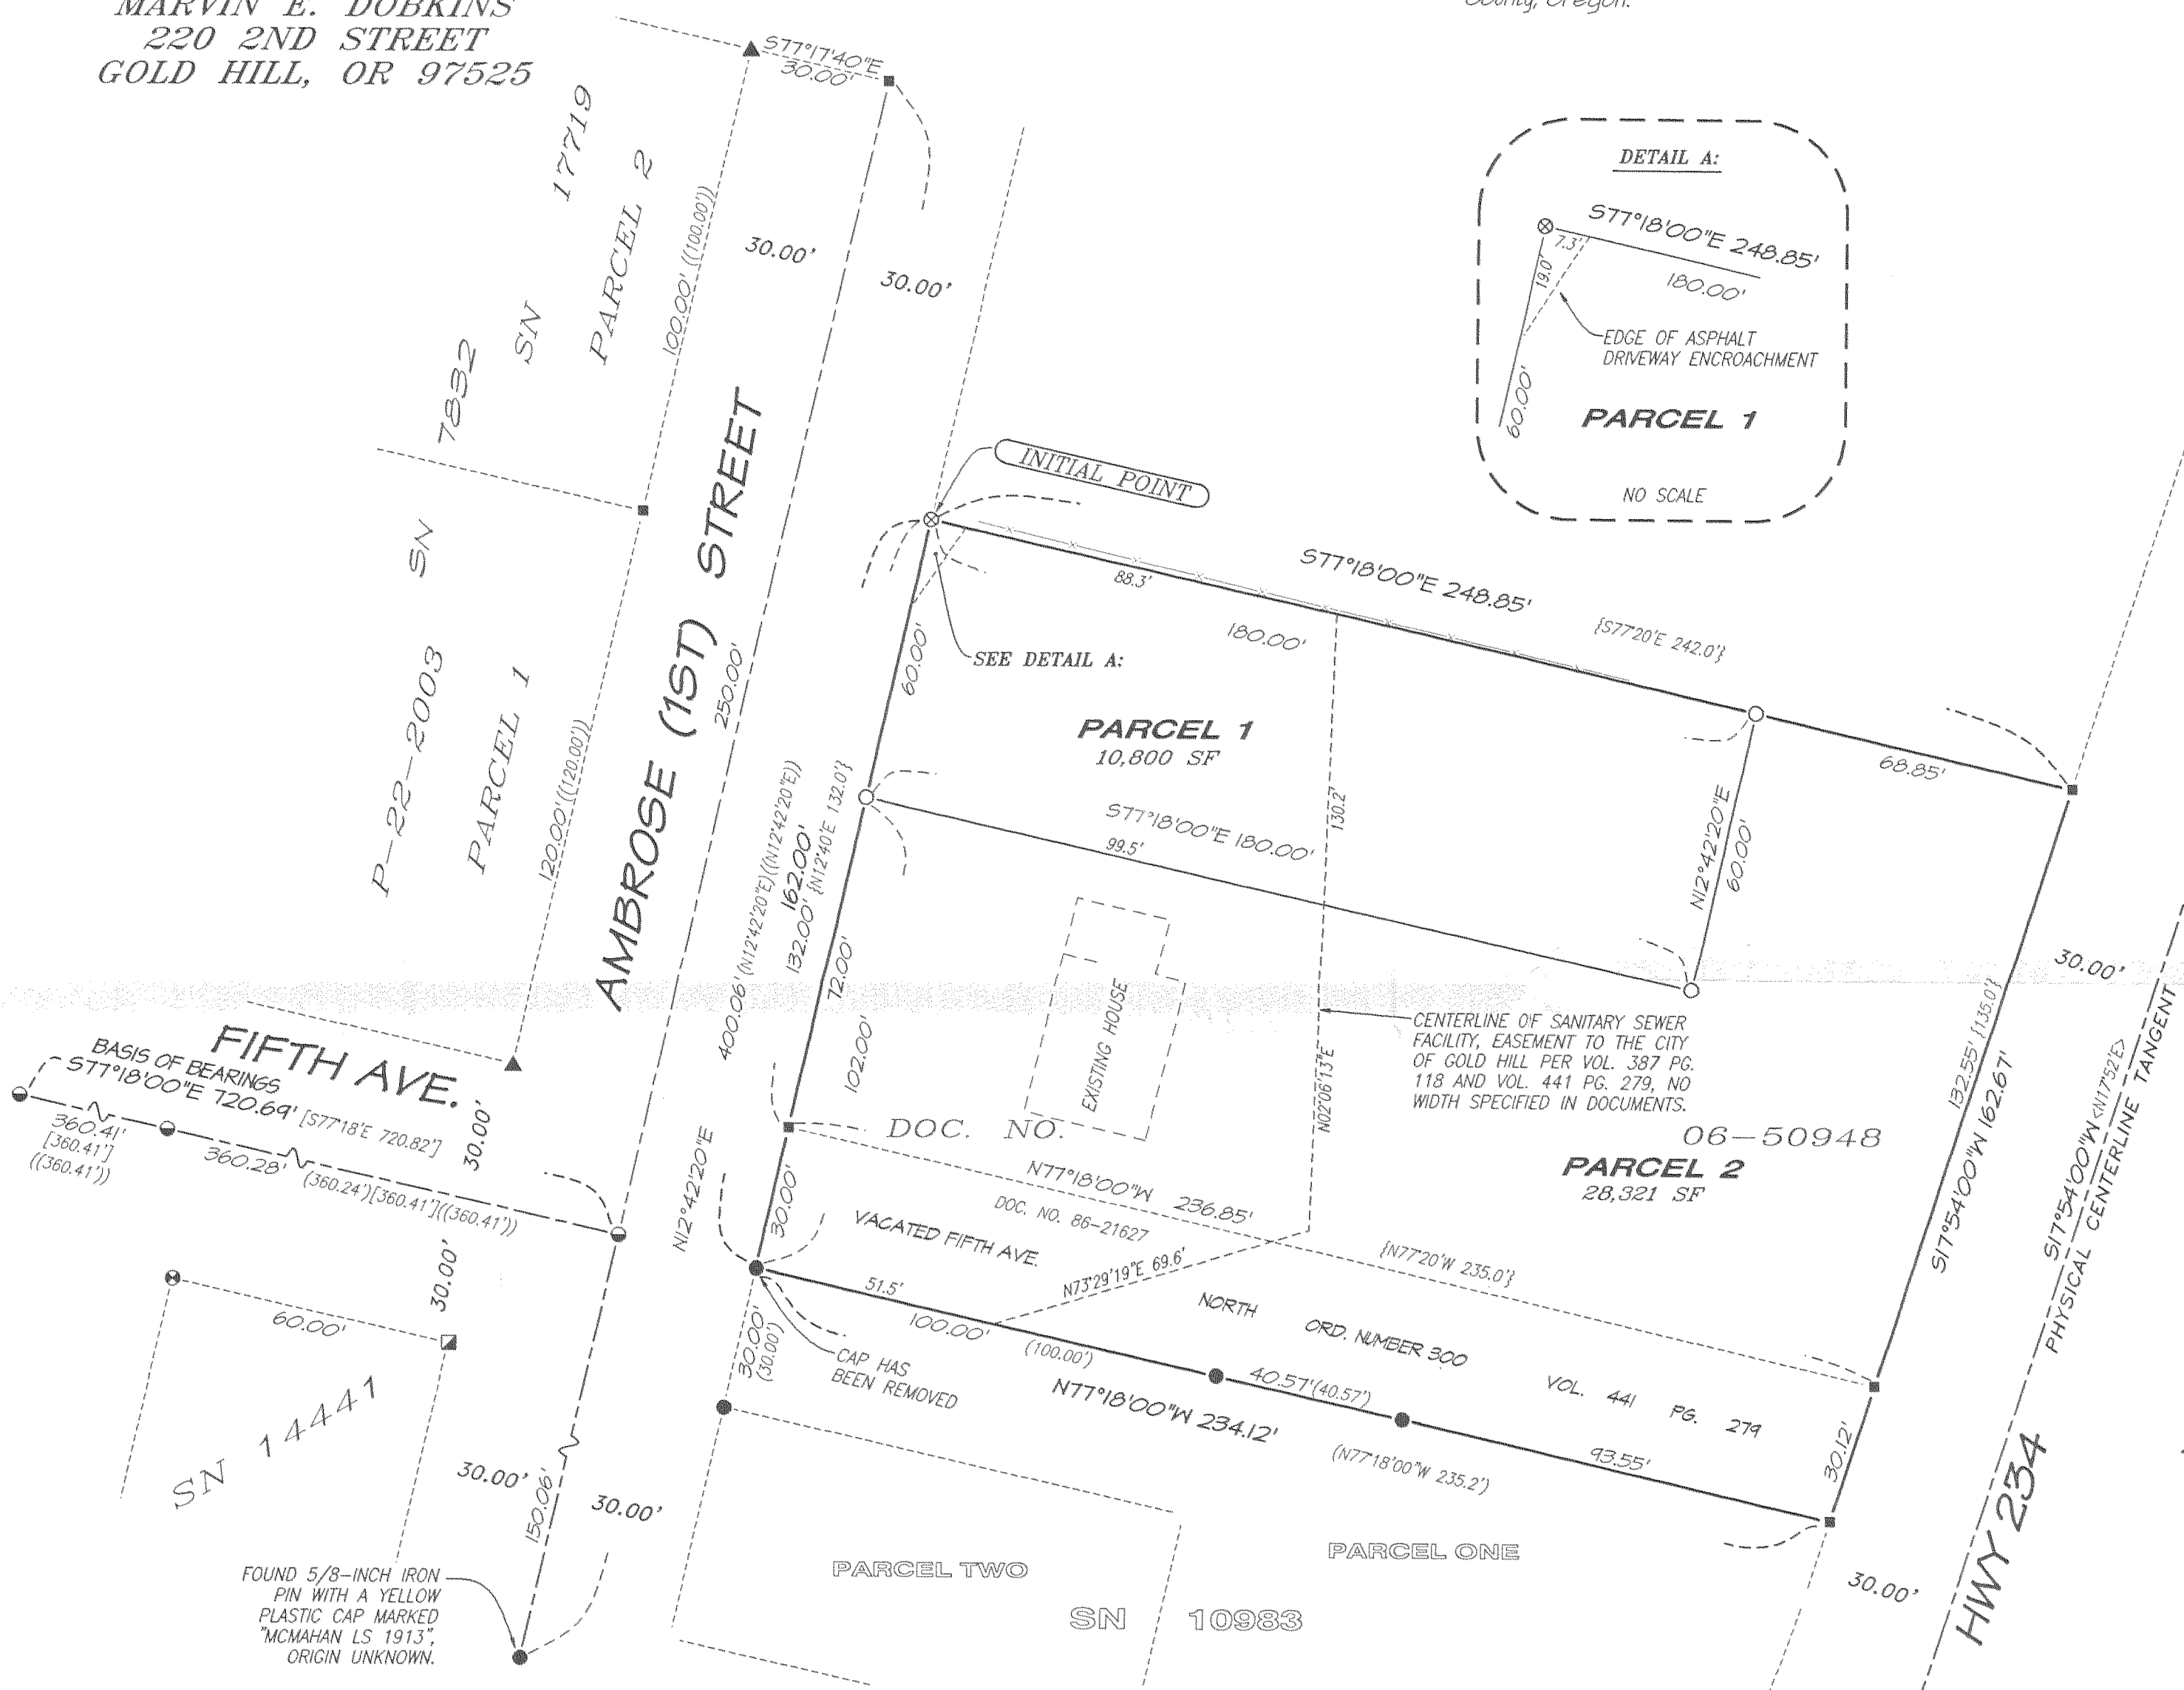 MARVIN E. DOBKINS
220 2ND STREET
GOLD HILL, OR 97525
County, Oregon.
S77°17'40"E
30.00'
SN 17719
PARCEL 2
100.00' ((100.00'))
30.00'
30.00'
SN 7832
P-22-2003
PARCEL 1
120.00' ((120.00'))
AMBROSE (1ST) STREET
250.00'
DETAIL A:
S77°18'00"E 248.85'
7.3'
19.0'
180.00'
60.00'
EDGE OF ASPHALT
DRIVEWAY ENCROACHMENT
PARCEL 1
NO SCALE
INITIAL POINT
88.3'
S77°18'00"E 248.85'
180.00'
{S77°20'E 242.0'}
60.00'
SEE DETAIL A:
PARCEL 1
10,800 SF
68.85'
130.2'
S77°18'00"E 180.00'
99.5'
N12°42'20"E
60.00'
400.06' (N12°42'20"E)((N12°42'20"E))
162.00'
132.00' {N12°40'E 132.0'}
72.00'
102.00'
EXISTING HOUSE
N02°06'13"E
CENTERLINE OF SANITARY SEWER
FACILITY, EASEMENT TO THE CITY
OF GOLD HILL PER VOL. 387 PG.
118 AND VOL. 441 PG. 279, NO
WIDTH SPECIFIED IN DOCUMENTS.
30.00'
132.55' {135.0'}
S17°54'00"W 162.67'
S17°54'00"W <N17°52'E>
PHYSICAL CENTERLINE TANGENT
DOC. NO. 06-50948
PARCEL 2
28,321 SF
FIFTH AVE.
BASIS OF BEARINGS
S77°18'00"E 720.69' [S77°18'E 720.82']
360.41'
[360.41']
((360.41'))
360.28' (360.24')[360.41']((360.41'))
30.00'
30.00'
N12°42'20"E
30.00'
N77°18'00"W 236.85'
DOC. NO. 86-21627
{N77°20'W 235.0'}
VACATED FIFTH AVE.
N73°29'19"E 69.6'
51.5'
100.00'
(100.00')
NORTH ORD. NUMBER 300 VOL. 441 PG. 279
40.57' (40.57')
N77°18'00"W 234.12'
(N77°18'00"W 235.2')
93.55'
30.12'
30.00'
(30.00')
CAP HAS
BEEN REMOVED
60.00'
SN 14441
30.00'
30.00'
150.06'
FOUND 5/8-INCH IRON
PIN WITH A YELLOW
PLASTIC CAP MARKED
"MCMAHAN LS 1913",
ORIGIN UNKNOWN.
PARCEL TWO
PARCEL ONE
SN 10983
30.00'
HWY 234